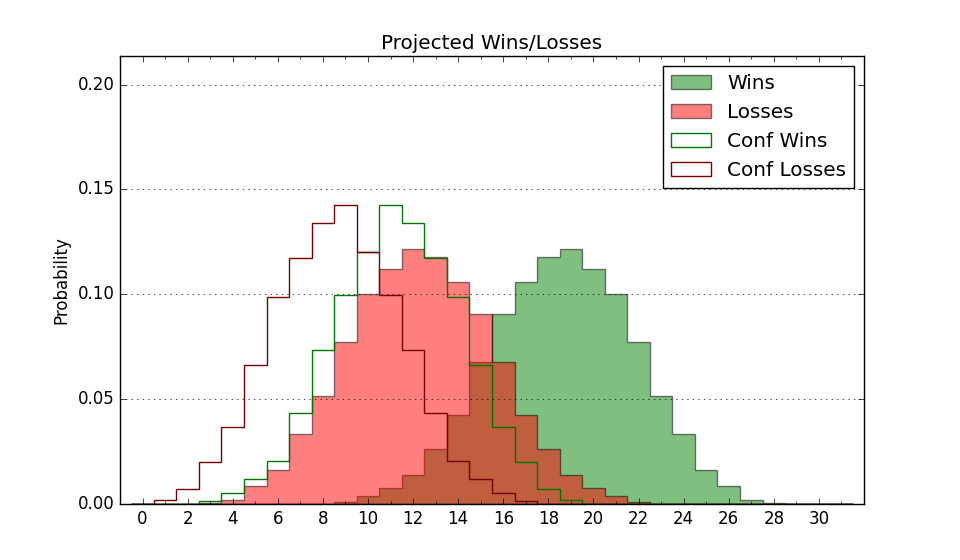 Projected Wins/Losses
0.20
0.15
0.10
0.05
0.00
Probability
Wins
Losses
Conf Wins
Conf Losses
0 2 4 6 8 10 12 14 16 18 20 22 24 26 28 30